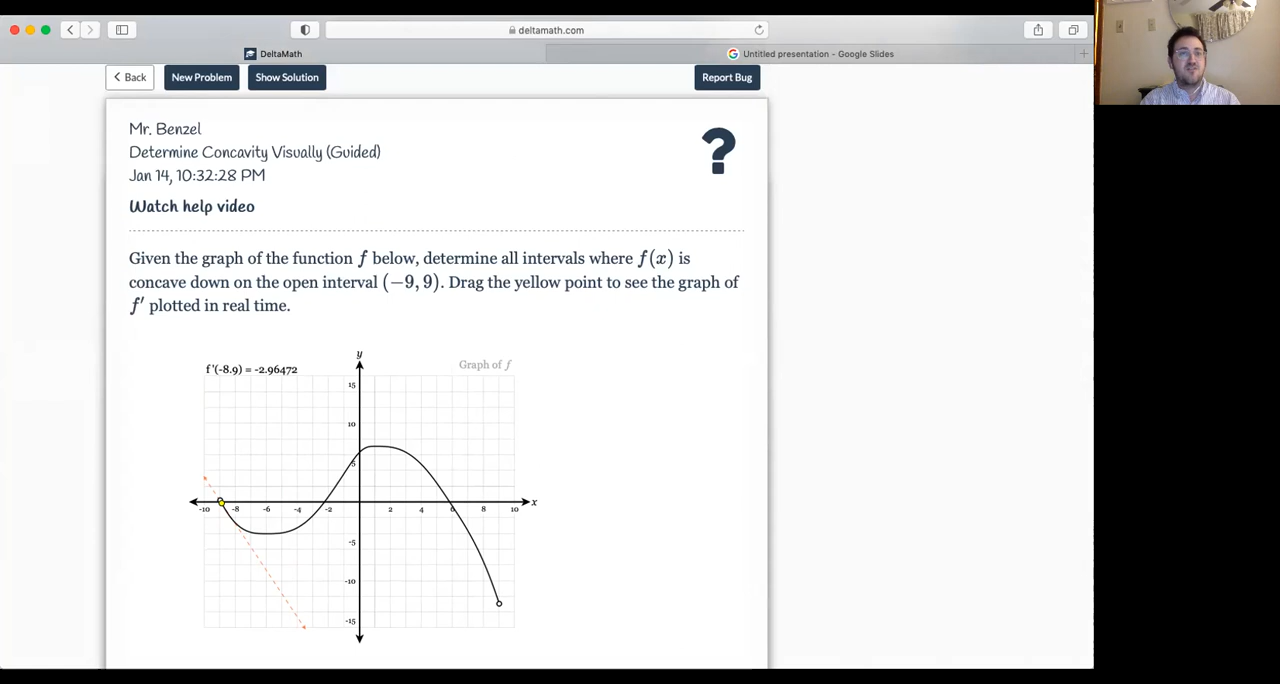 deltamath.com
DeltaMath
Untitled presentation - Google Slides
Back
New Problem
Show Solution
Report Bug
Mr. Benzel
Determine Concavity Visually (Guided)
Jan 14, 10:32:28 PM
?
Watch help video
Given the graph of the function f below, determine all intervals where f(x) is
concave down on the open interval (−9, 9). Drag the yellow point to see the graph of
f′ plotted in real time.
y
f'(-8.9) = -2.96472
Graph of f
15
10
5
x
-10 -8 -6 -4 -2 2 4 6 8 10
-5
-10
-15